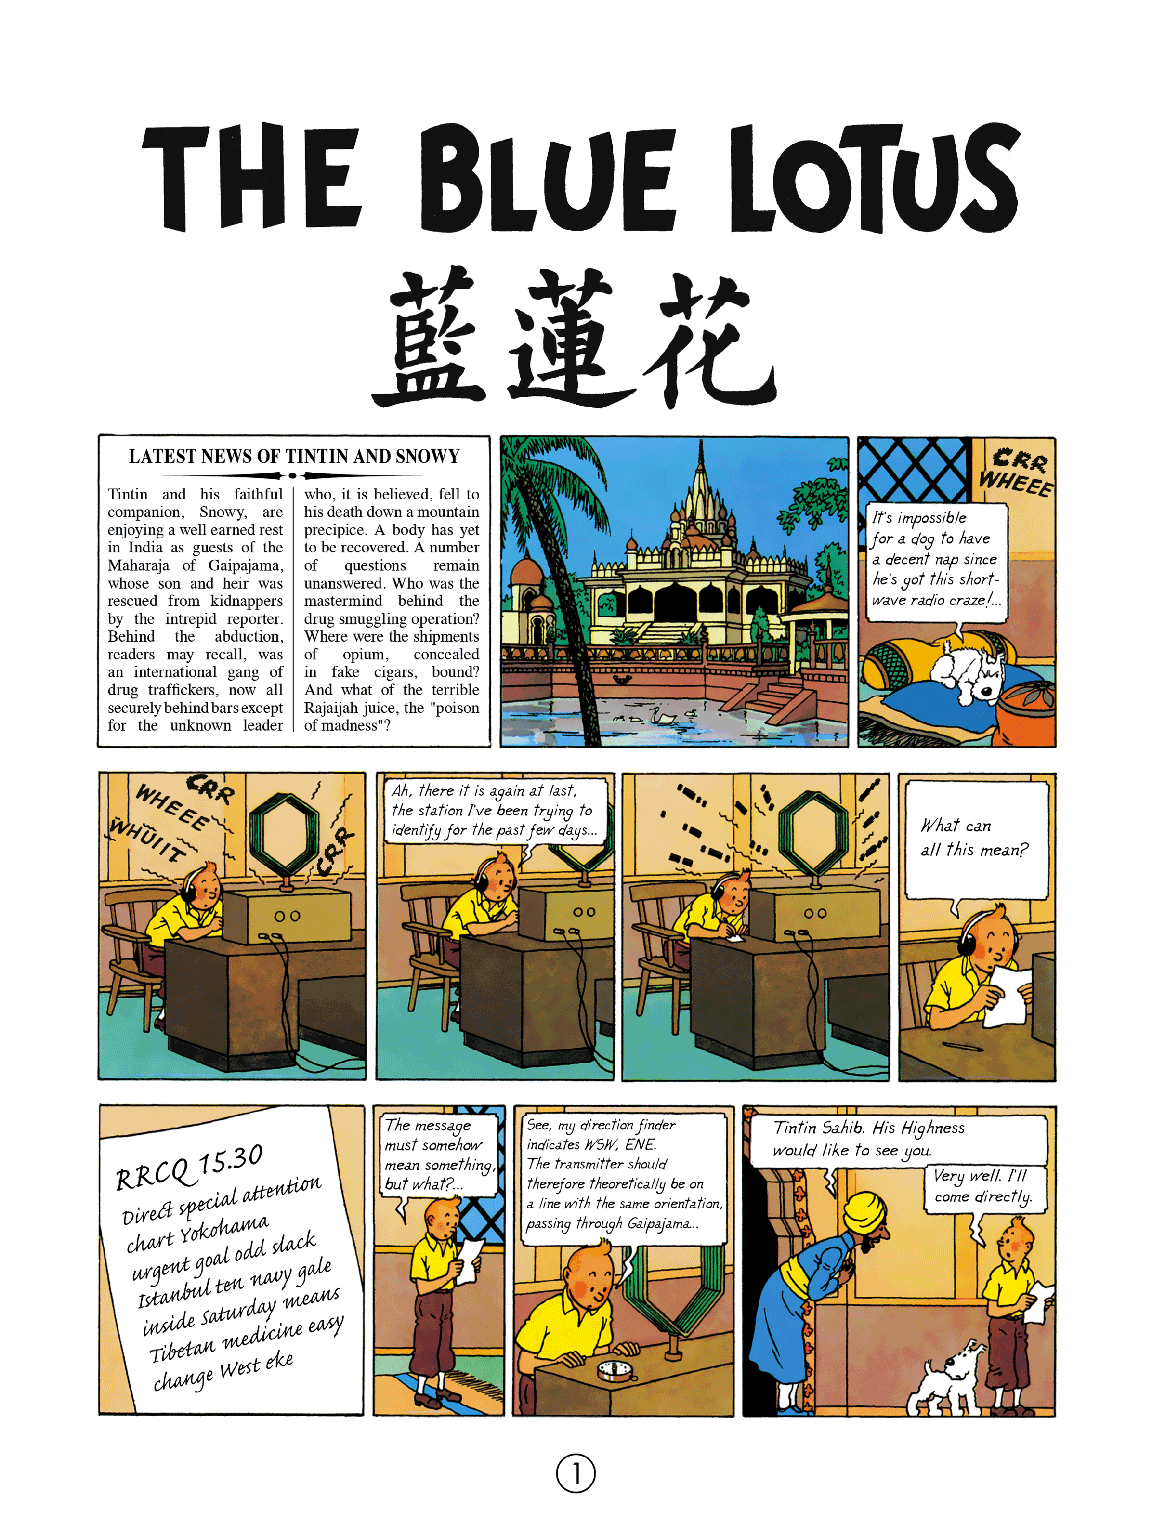 THE BLUE LOTUS
藍蓮花
LATEST NEWS OF TINTIN AND SNOWY
Tintin and his faithful
companion, Snowy, are
enjoying a well earned rest
in India as guests of the
Maharaja of Gaipajama,
whose son and heir was
rescued from kidnappers
by the intrepid reporter.
Behind the abduction,
readers may recall, was
an international gang of
drug traffickers, now all
securely behind bars except
for the unknown leader
who, it is believed, fell to
his death down a mountain
precipice. A body has yet
to be recovered. A number
of questions remain
unanswered. Who was the
mastermind behind the
drug smuggling operation?
Where were the shipments
of opium, concealed
in fake cigars, bound?
And what of the terrible
Rajaijah juice, the "poison
of madness"?
CRR
WHEEE
It's impossible
for a dog to have
a decent nap since
he's got this short-
wave radio craze!...
CRR
WHEEE
WHUIIT
CRR
Ah, there it is again at last,
the station I've been trying to
identify for the past few days...
What can
all this mean?
RRCQ 15.30
Direct special attention
chart Yokohama
urgent goal odd slack
Istanbul ten navy gale
inside Saturday means
Tibetan medicine easy
change West eke
The message
must somehow
mean something,
but what?...
See, my direction finder
indicates WSW, ENE.
The transmitter should
therefore theoretically be on
a line with the same orientation,
passing through Gaipajama...
Tintin Sahib. His Highness
would like to see you.
Very well. I'll
come directly.
1